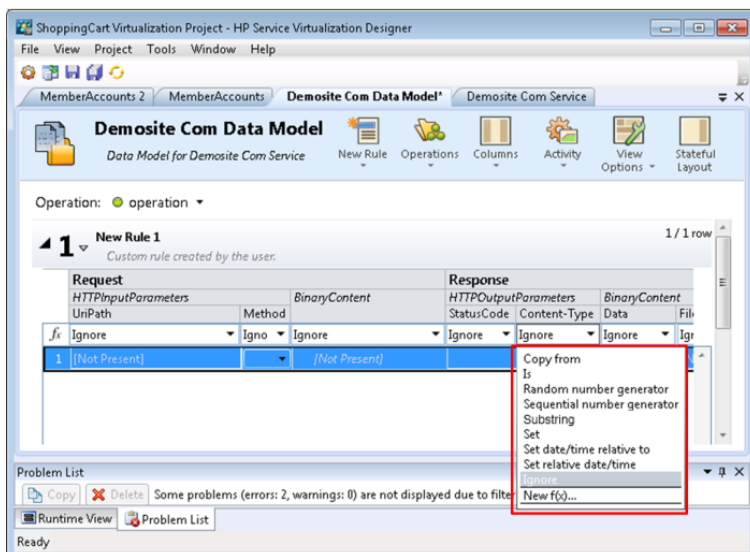 ShoppingCart Virtualization Project - HP Service Virtualization Designer
File View Project Tools Window Help
MemberAccounts 2 MemberAccounts Demosite Com Data Model* Demosite Com Service
Demosite Com Data Model
Data Model for Demosite Com Service
New Rule Operations Columns Activity View Options Stateful Layout
Operation: operation
1 New Rule 1 1 / 1 row
Custom rule created by the user.
Request Response
HTTPInputParameters BinaryContent HTTPOutputParameters BinaryContent
UriPath Method StatusCode Content-Type Data Fil
fx Ignore Igno Ignore Ignore Ignore Ignore Igr
1 [Not Present] [Not Present]
Copy from
Is
Random number generator
Sequential number generator
Substring
Set
Set date/time relative to
Set relative date/time
Ignore
New f(x)...
Problem List
Copy Delete Some problems (errors: 2, warnings: 0) are not displayed due to filte
Runtime View Problem List
Ready